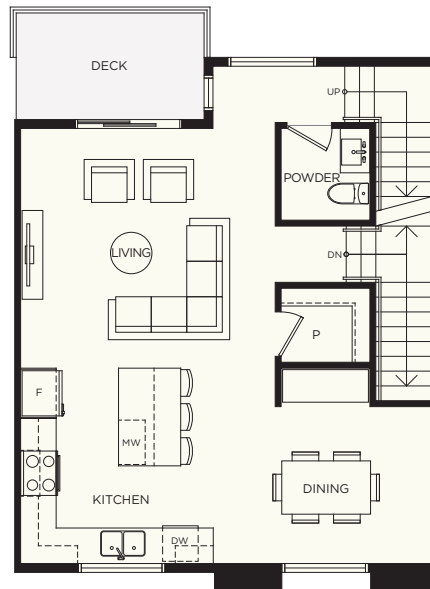 DECK
UP
POWDER
LIVING
DN
P
F
MW
KITCHEN
DINING
DW